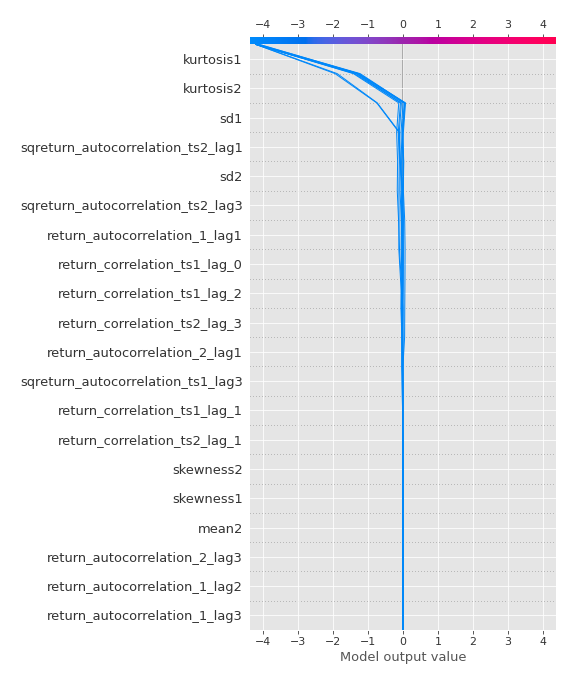 −4 −3 −2 −1 0 1 2 3 4
kurtosis1
kurtosis2
sd1
sqreturn_autocorrelation_ts2_lag1
sd2
sqreturn_autocorrelation_ts2_lag3
return_autocorrelation_1_lag1
return_correlation_ts1_lag_0
return_correlation_ts1_lag_2
return_correlation_ts2_lag_3
return_autocorrelation_2_lag1
sqreturn_autocorrelation_ts1_lag3
return_correlation_ts1_lag_1
return_correlation_ts2_lag_1
skewness2
skewness1
mean2
return_autocorrelation_2_lag3
return_autocorrelation_1_lag2
return_autocorrelation_1_lag3
−4 −3 −2 −1 0 1 2 3 4
Model output value